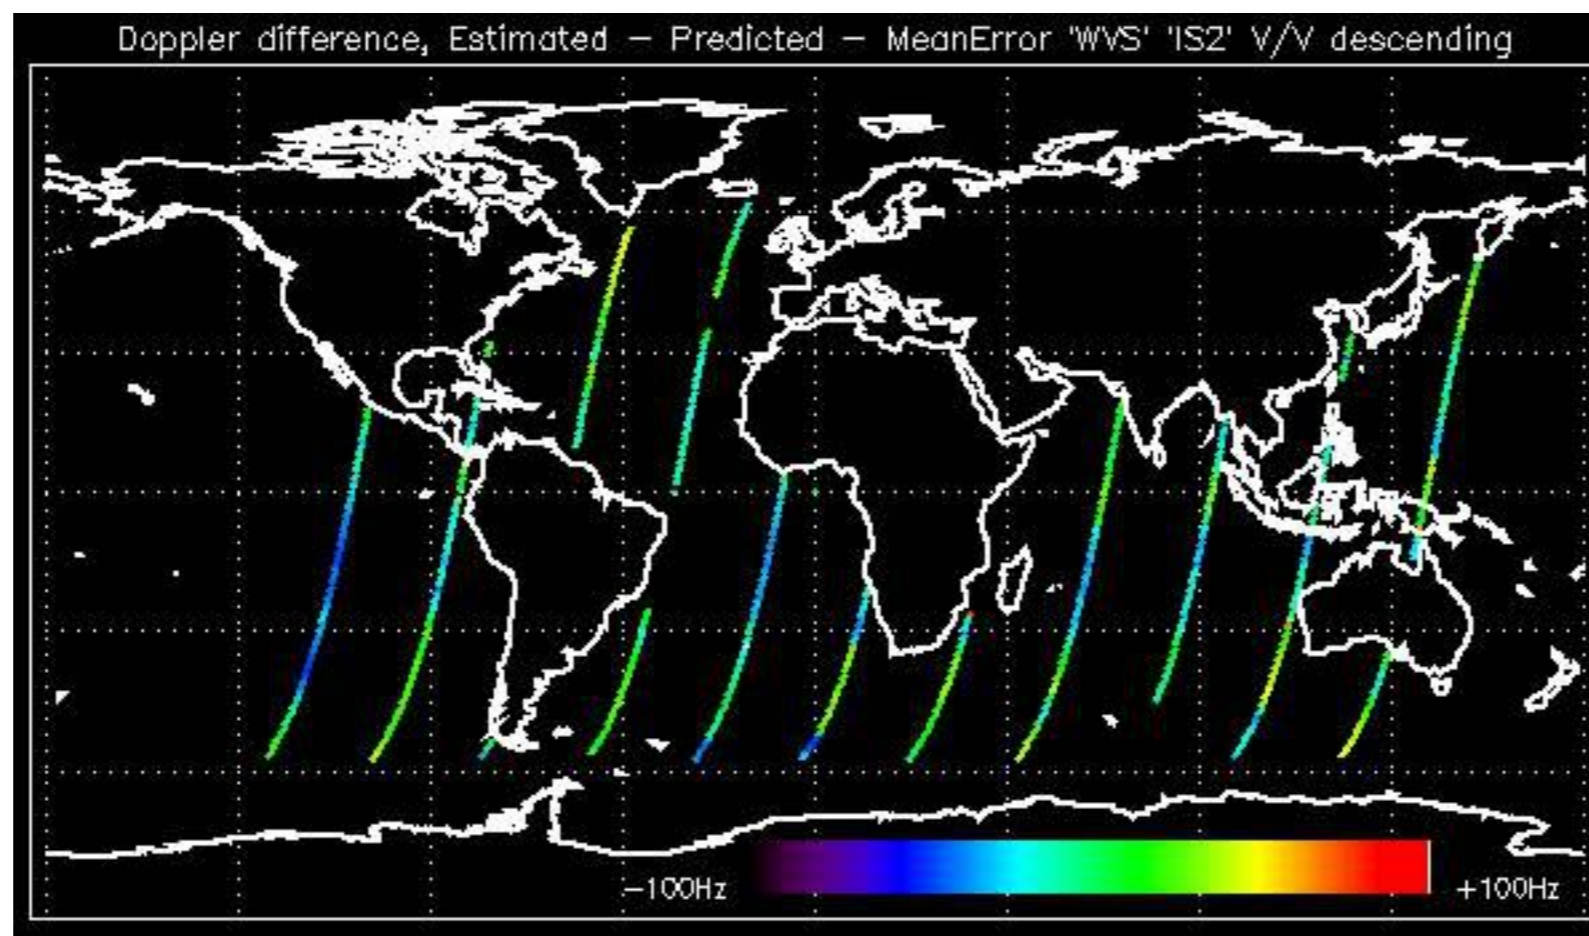 Doppler difference, Estimated – Predicted – MeanError 'WVS' 'IS2' V/V descending
–100Hz
+100Hz